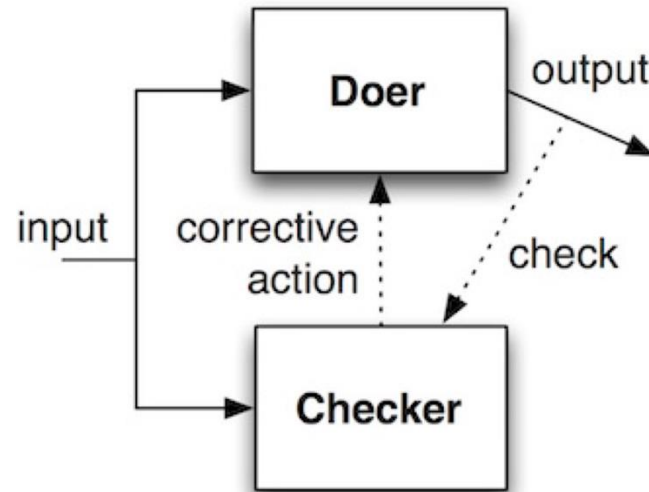 Doer
output
input
corrective
action
check
Checker